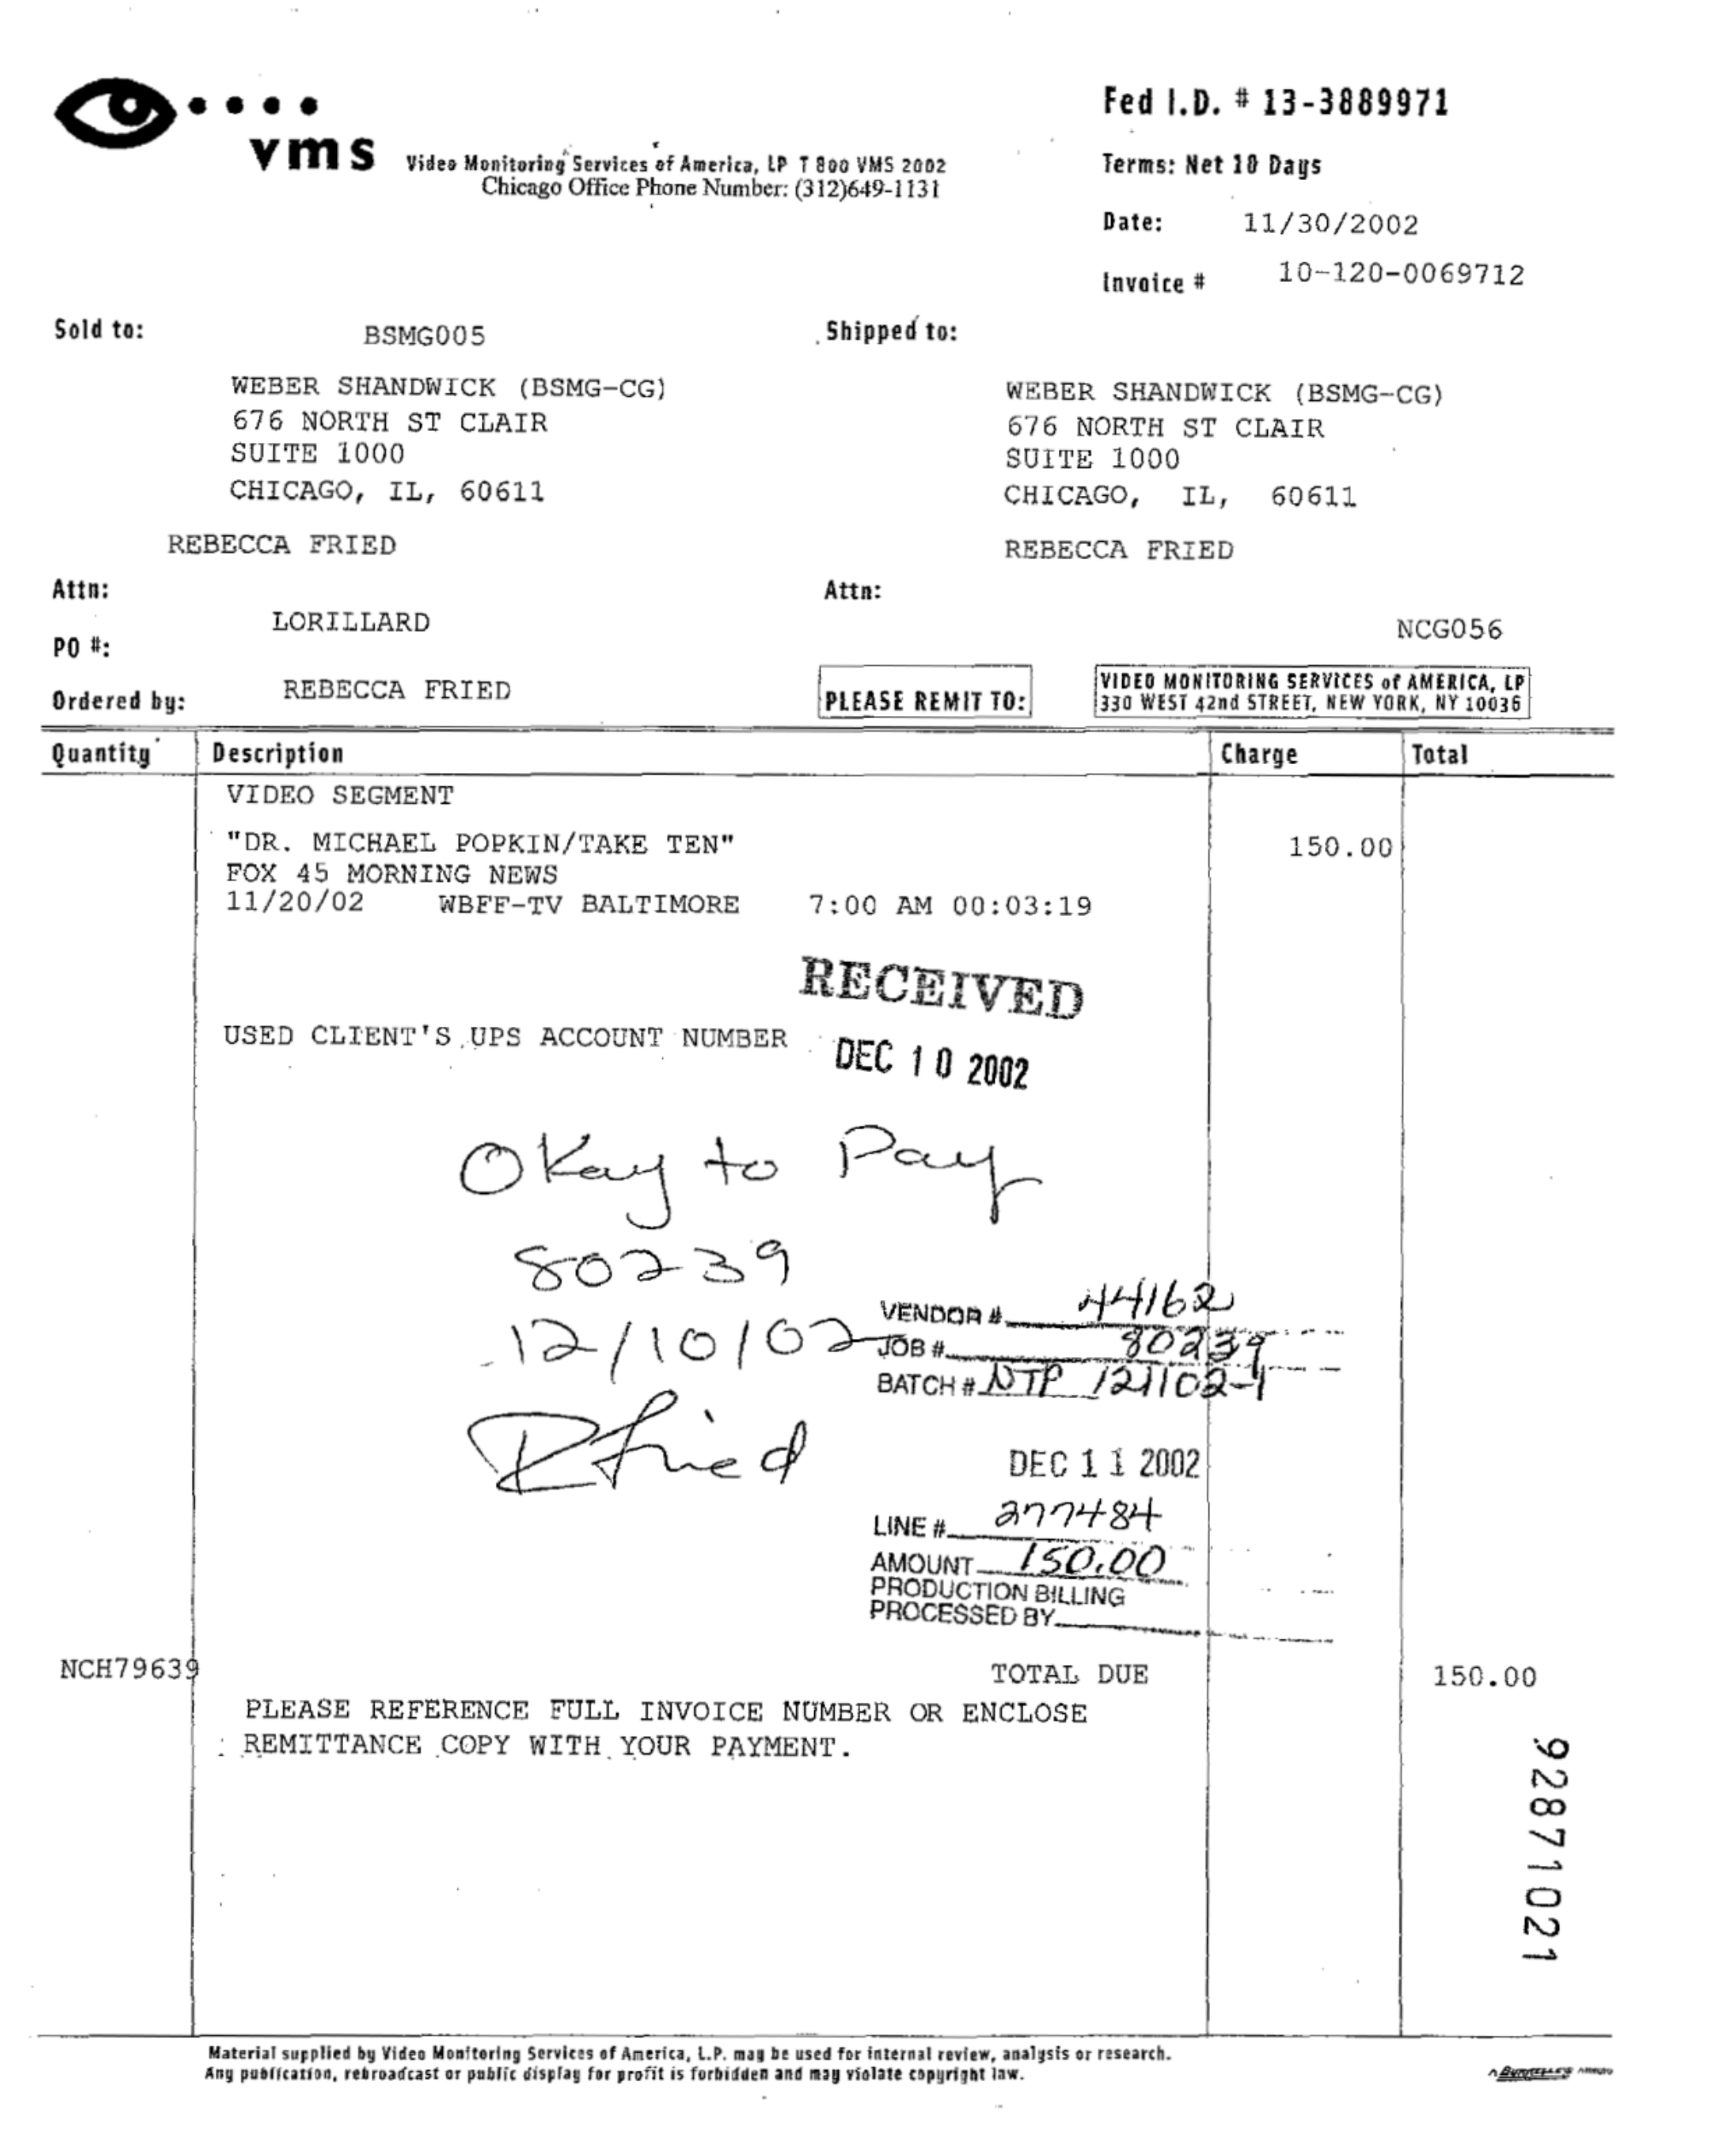 Fed I.D. # 13-3889971
vms
Video Monitoring Services of America, LP T 800 VMS 2002
Chicago Office Phone Number: (312)649-1131
Terms: Net 10 Days
Date: 11/30/2002
Invoice # 10-120-0069712
Sold to: BSMG005
WEBER SHANDWICK (BSMG-CG)
676 NORTH ST CLAIR
SUITE 1000
CHICAGO, IL, 60611
REBECCA FRIED
Attn:
LORILLARD
PO #:
Ordered by: REBECCA FRIED
Shipped to:
WEBER SHANDWICK (BSMG-CG)
676 NORTH ST CLAIR
SUITE 1000
CHICAGO, IL, 60611
REBECCA FRIED
Attn:
NCG056
PLEASE REMIT TO:
VIDEO MONITORING SERVICES of AMERICA, LP
330 WEST 42nd STREET, NEW YORK, NY 10036
Quantity Description Charge Total
VIDEO SEGMENT
"DR. MICHAEL POPKIN/TAKE TEN" 150.00
FOX 45 MORNING NEWS
11/20/02 WBFF-TV BALTIMORE 7:00 AM 00:03:19
RECEIVED
USED CLIENT'S UPS ACCOUNT NUMBER
DEC 10 2002
Okay to Pay
80239
12/10/02
RFried
VENDOR # 44162
JOB # 80239
BATCH # NTP 121102-1
DEC 11 2002
LINE # 277484
AMOUNT 150.00
PRODUCTION BILLING
PROCESSED BY
NCH79639 TOTAL DUE 150.00
PLEASE REFERENCE FULL INVOICE NUMBER OR ENCLOSE
REMITTANCE COPY WITH YOUR PAYMENT.
92871021
Material supplied by Video Monitoring Services of America, L.P. may be used for internal review, analysis or research.
Any publication, rebroadcast or public display for profit is forbidden and may violate copyright law.